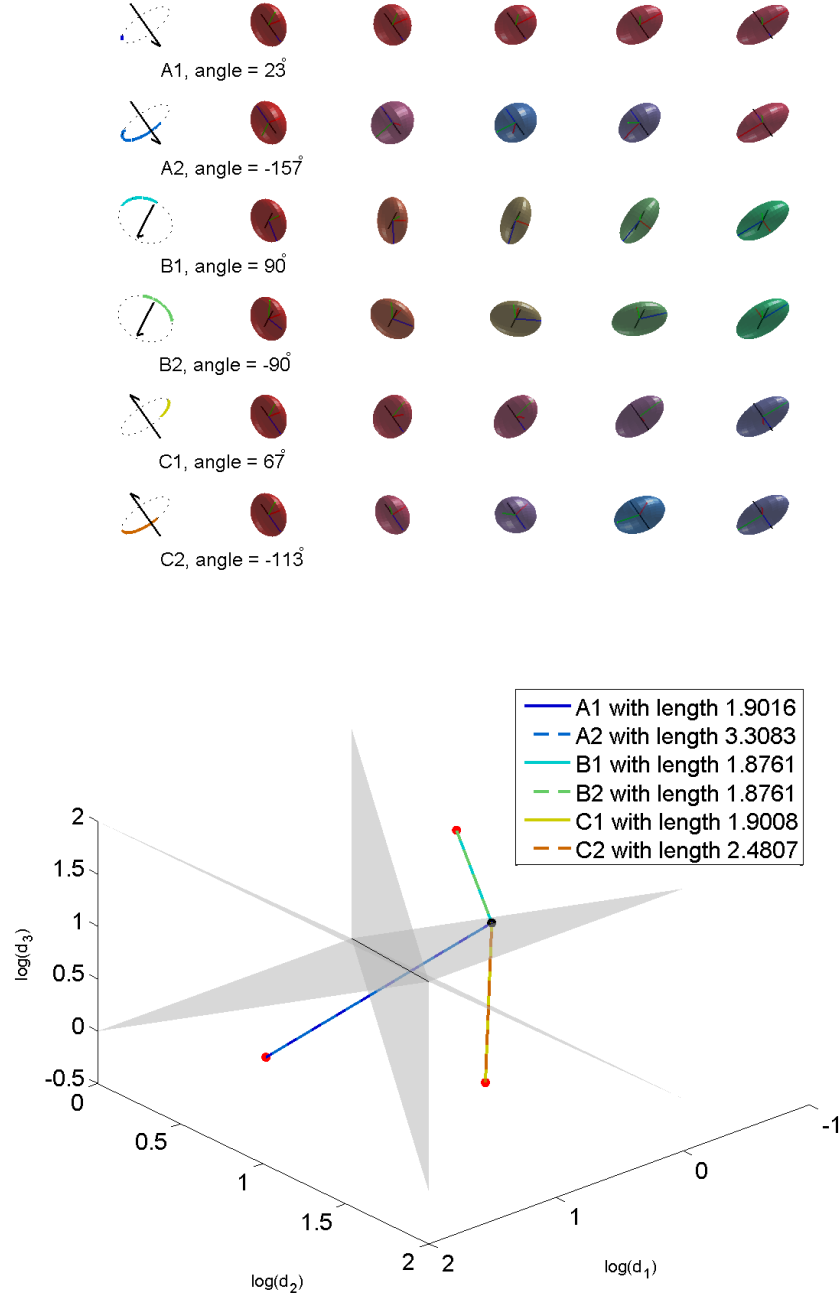 A1, angle = 23°
A2, angle = -157°
B1, angle = 90°
B2, angle = -90°
C1, angle = 67°
C2, angle = -113°
A1 with length 1.9016
A2 with length 3.3083
B1 with length 1.8761
B2 with length 1.8761
C1 with length 1.9008
C2 with length 2.4807
2
1.5
1
0.5
0
-0.5
log(d3)
0
0.5
1
1.5
2
log(d2)
2
1
0
-1
log(d1)